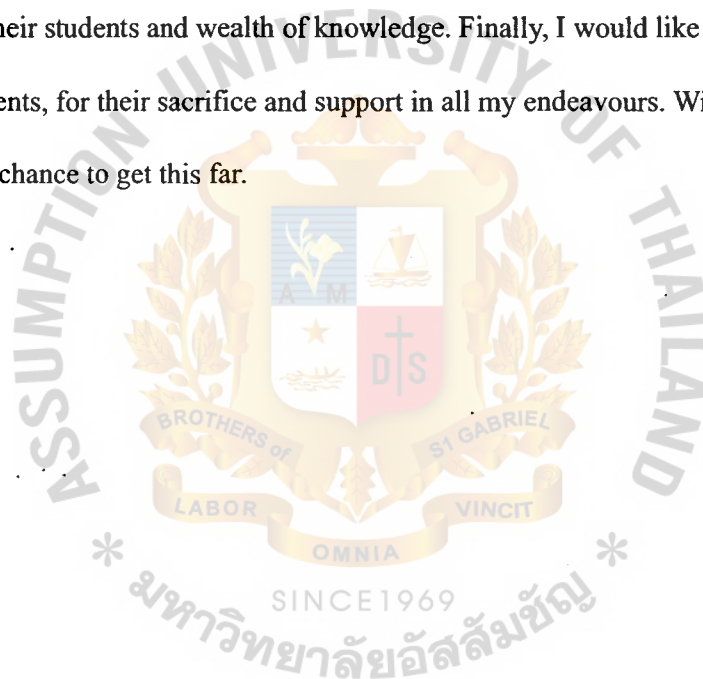 heir students and wealth of knowledge. Finally, I would like
ents, for their sacrifice and support in all my endeavours. Wi
chance to get this far.
ASSUMPTION UNIVERSITY OF THAILAND
A M
D S
BROTHERS of ST GABRIEL
LABOR OMNIA VINCIT
SINCE1969
* มหาวิทยาลัยอัสสัมชัญ *